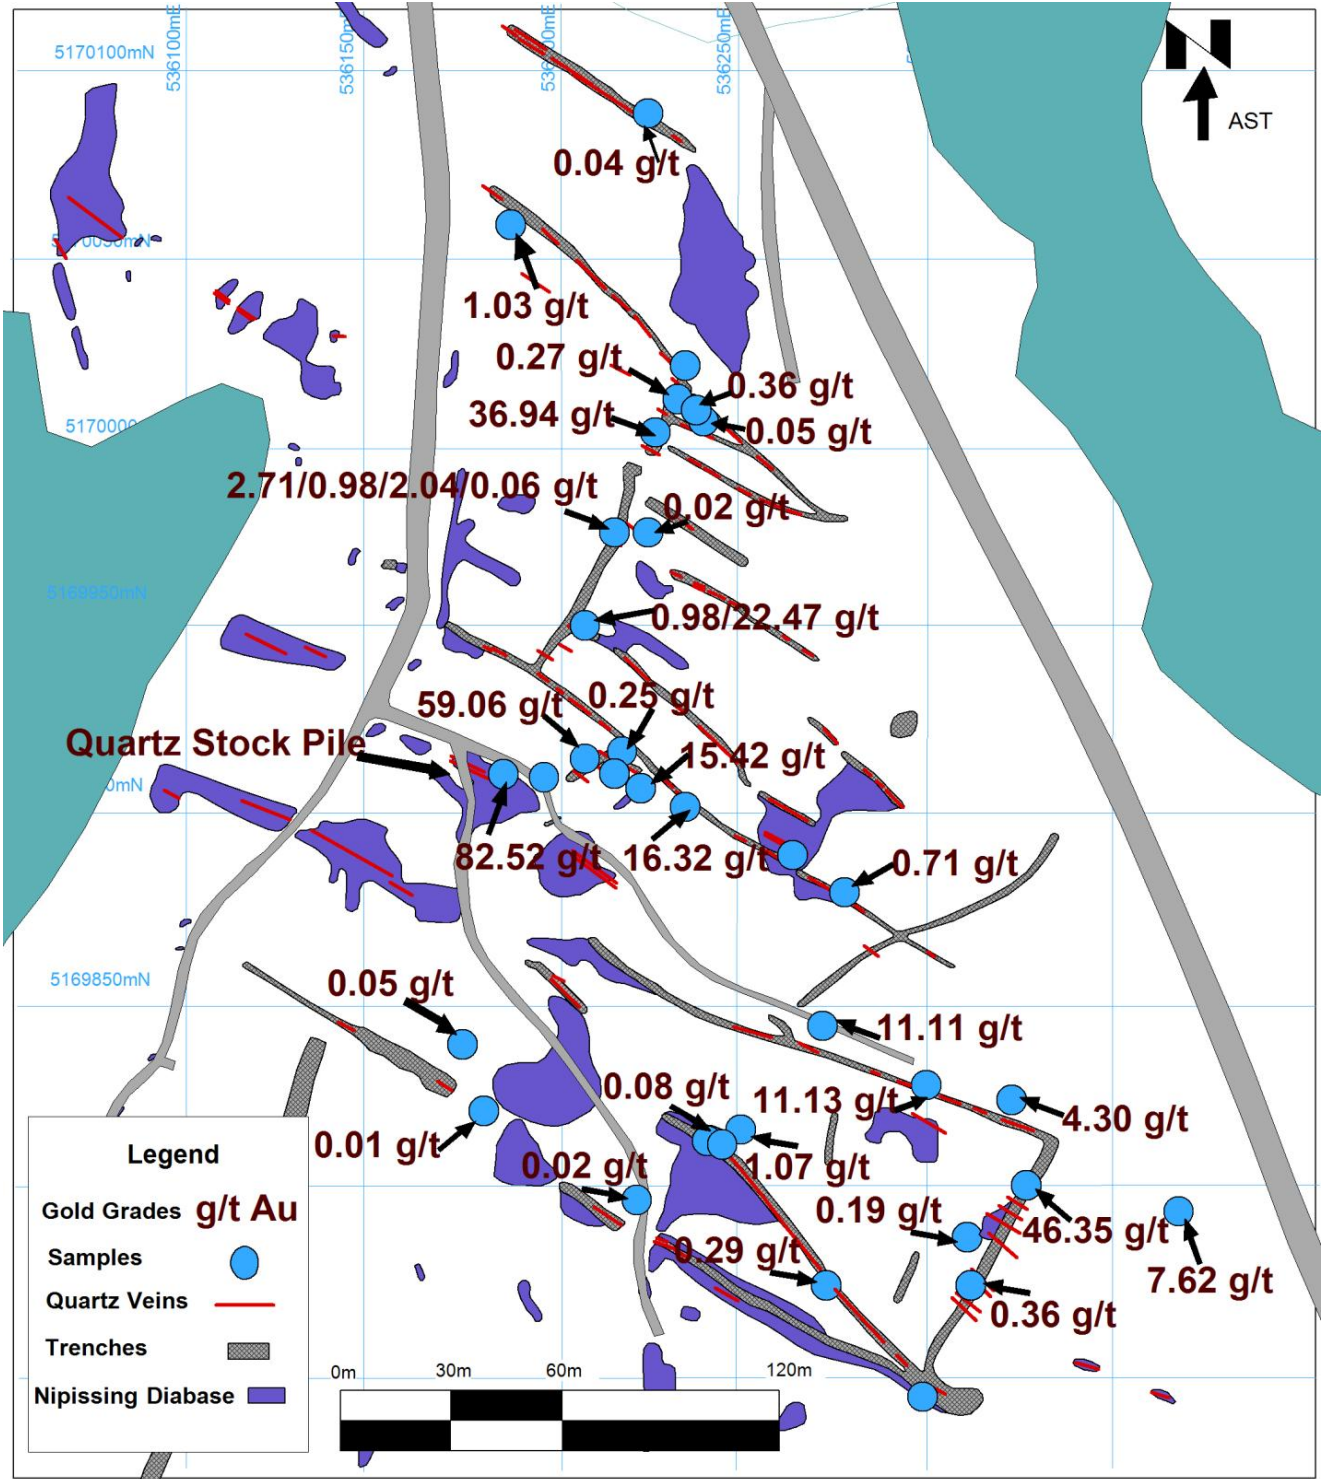 536100mE
536150mE
536250mE
5170100mN
N
AST
0.04 g/t
1.03 g/t
0.27 g/t
0.36 g/t
36.94 g/t
0.05 g/t
2.71/0.98/2.04/0.06 g/t
0.02 g/t
5169950mN
0.98/22.47 g/t
59.06 g/t
0.25 g/t
Quartz Stock Pile
15.42 g/t
82.52 g/t
16.32 g/t
0.71 g/t
5169850mN
0.05 g/t
11.11 g/t
0.08 g/t
11.13 g/t
4.30 g/t
0.01 g/t
0.02 g/t
1.07 g/t
0.19 g/t
46.35 g/t
0.29 g/t
7.62 g/t
0.36 g/t
Legend
Gold Grades g/t Au
Samples
Quartz Veins
Trenches
Nipissing Diabase
0m 30m 60m 120m